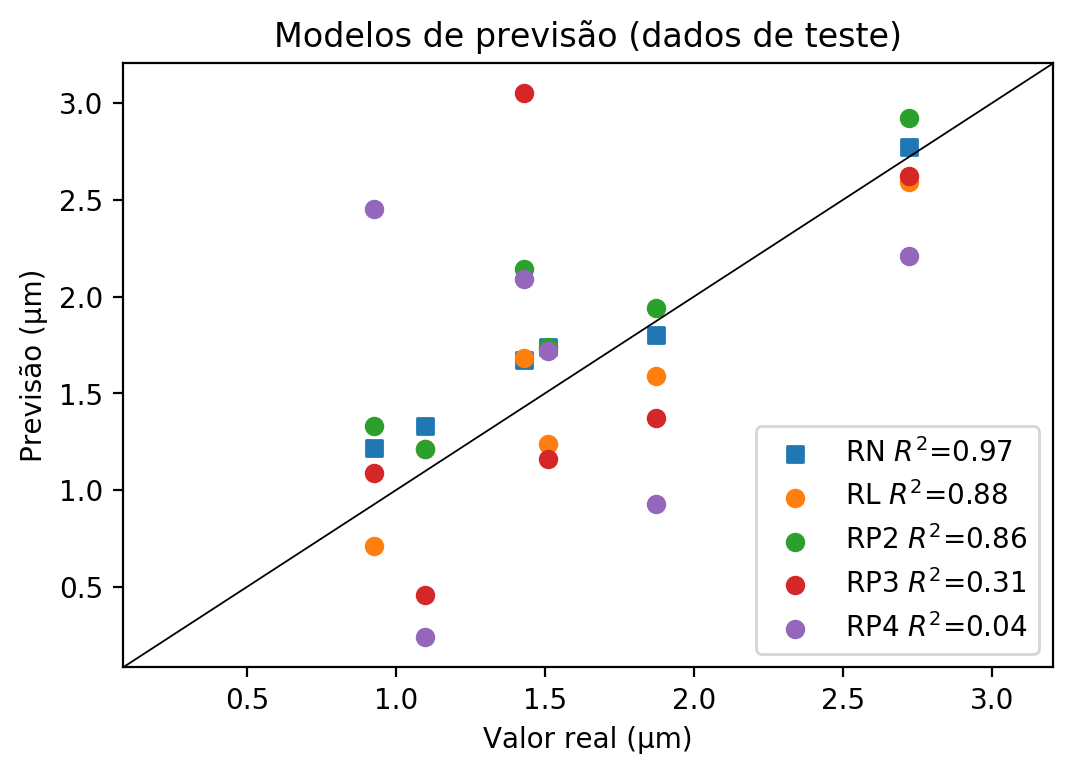 Modelos de previsão (dados de teste)
Previsão (μm)
3.0
2.5
2.0
1.5
1.0
0.5
RN R²=0.97
RL R²=0.88
RP2 R²=0.86
RP3 R²=0.31
RP4 R²=0.04
0.5 1.0 1.5 2.0 2.5 3.0
Valor real (μm)